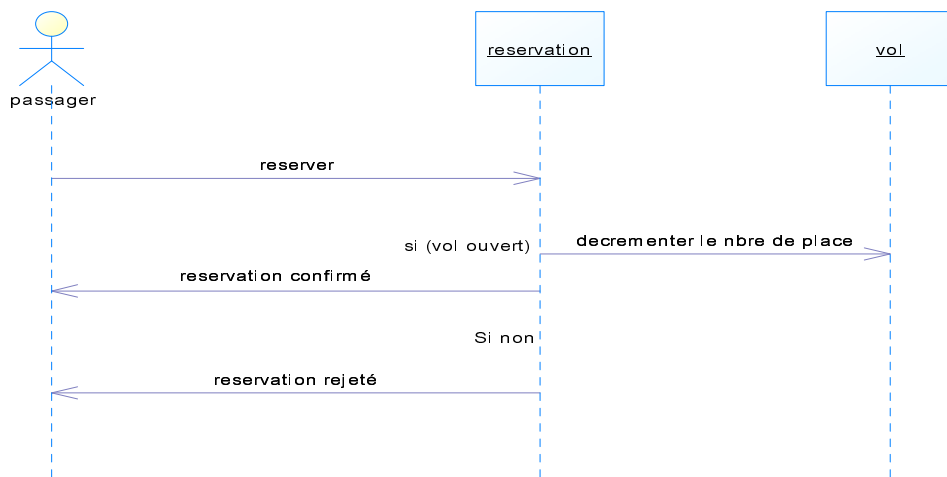 reservation
vol
passager
reserver
si (vol ouvert)
decrementer le nbre de place
reservation confirmé
Si non
reservation rejeté